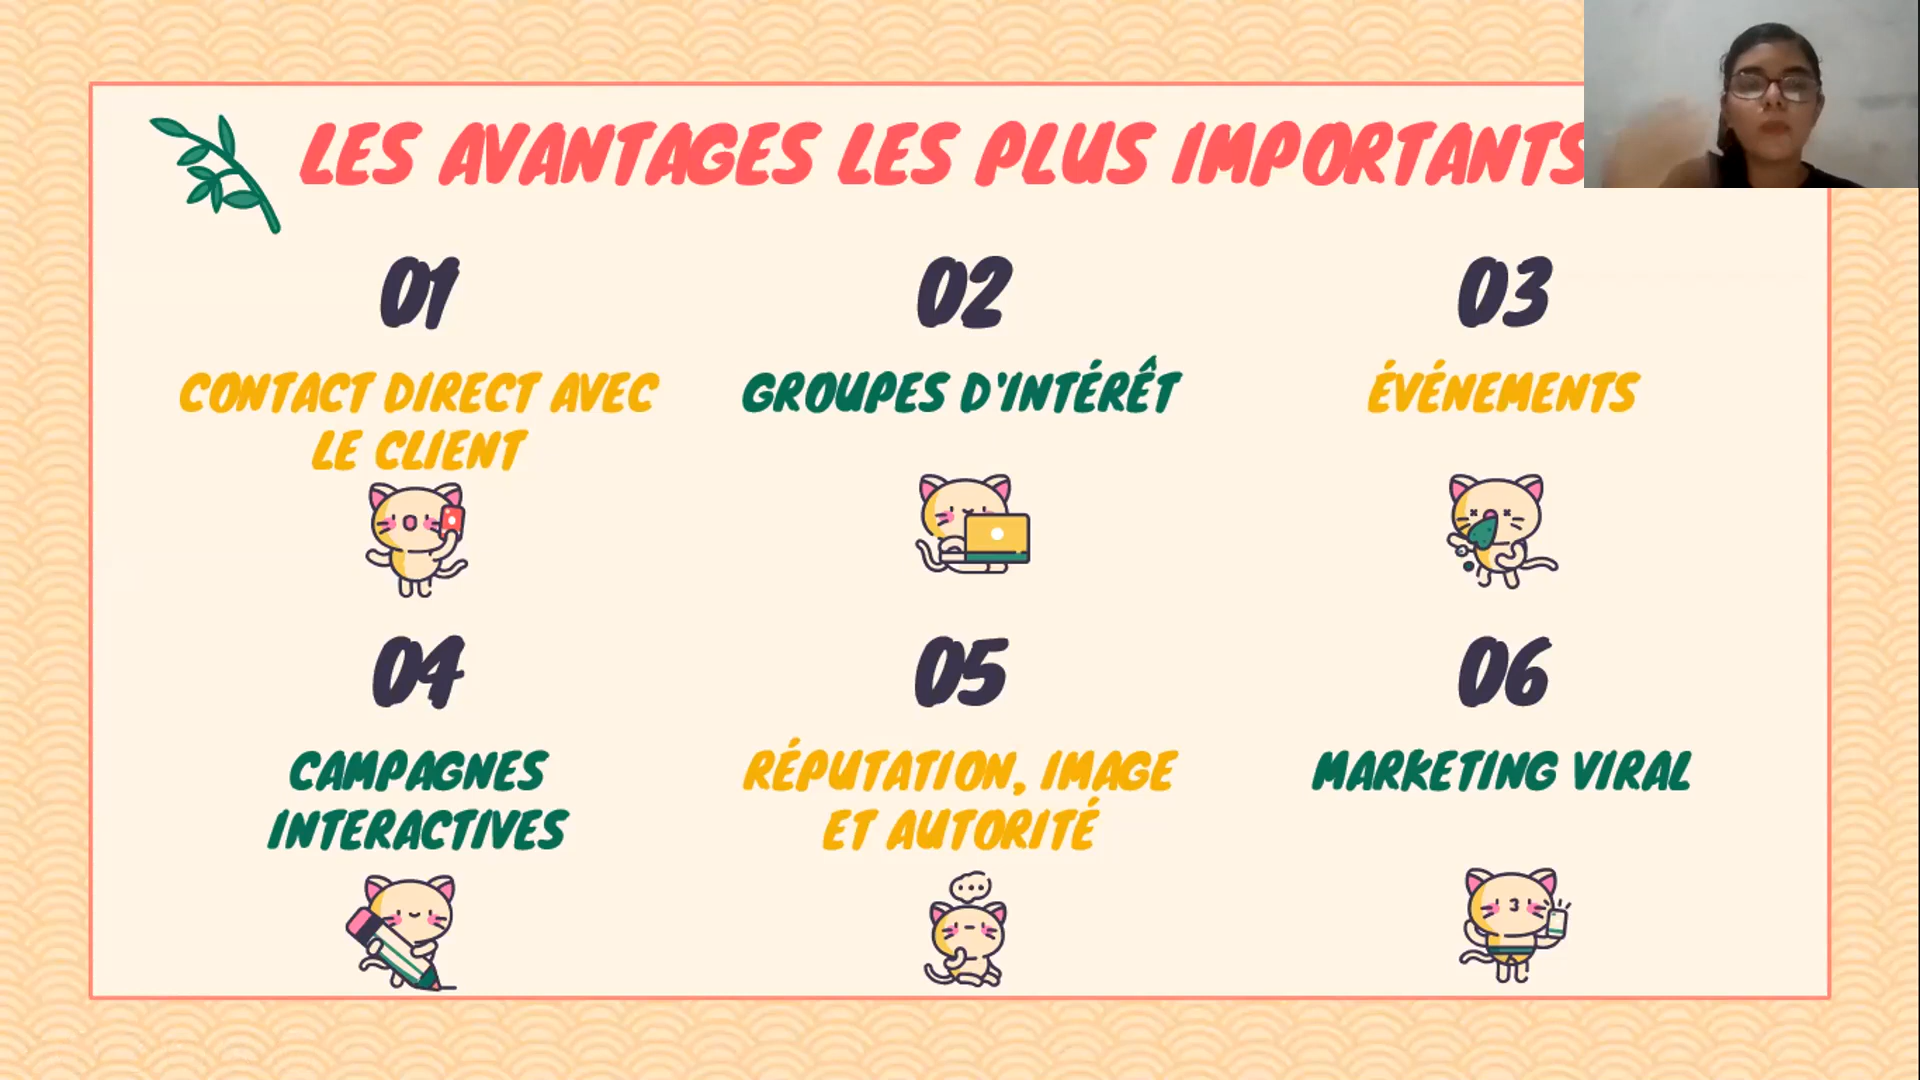 LES AVANTAGES LES PLUS IMPORTANTS
01
CONTACT DIRECT AVEC
LE CLIENT
02
GROUPES D'INTÉRÊT
03
ÉVÉNEMENTS
04
CAMPAGNES
INTERACTIVES
05
RÉPUTATION, IMAGE
ET AUTORITÉ
06
MARKETING VIRAL